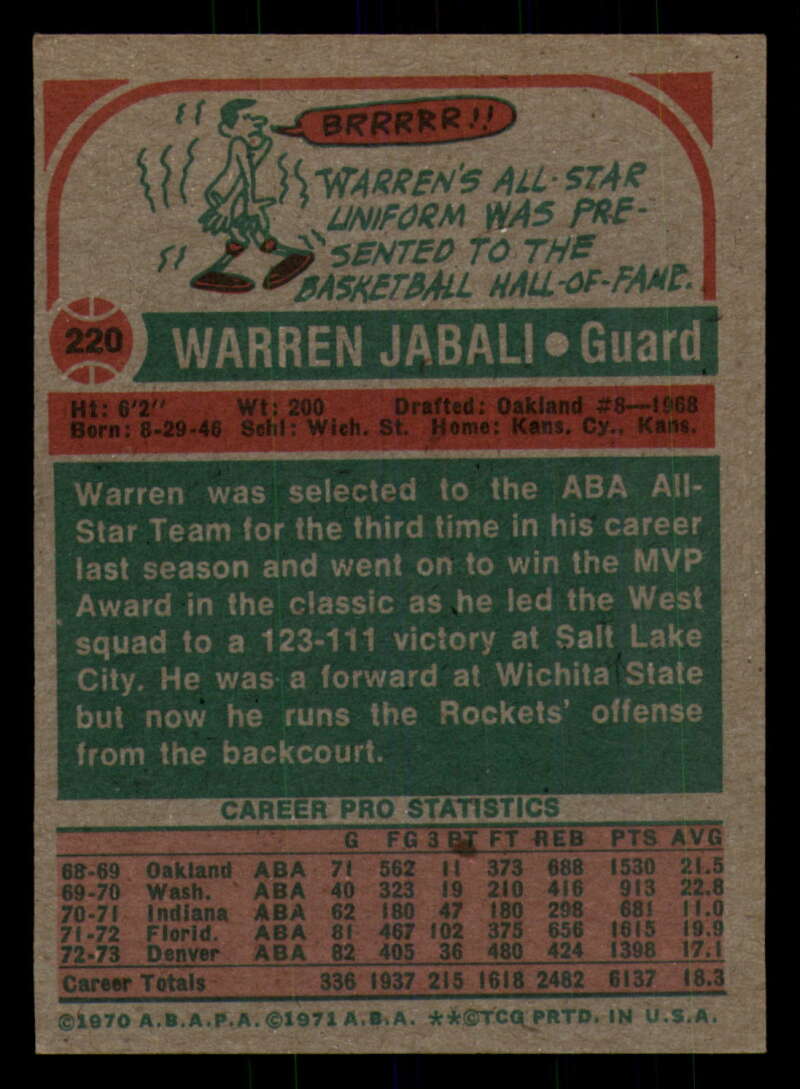 BRRRRR!!
WARREN'S ALL-STAR
UNIFORM WAS PRE-
SENTED TO THE
BASKETBALL HALL-OF-FAME.
220 WARREN JABALI • Guard
Ht: 6'2" Wt: 200 Drafted: Oakland #8—1968
Born: 8-29-46 Schl: Wich. St. Home: Kans. Cy., Kans.
Warren was selected to the ABA All-
Star Team for the third time in his career
last season and went on to win the MVP
Award in the classic as he led the West
squad to a 123-111 victory at Salt Lake
City. He was a forward at Wichita State
but now he runs the Rockets' offense
from the backcourt.
CAREER PRO STATISTICS
G FG 3 PT FT REB PTS AVG
68-69 Oakland ABA 71 562 11 373 688 1530 21.5
69-70 Wash. ABA 40 323 19 210 416 913 22.8
70-71 Indiana ABA 62 180 47 180 298 681 11.0
71-72 Florid. ABA 81 467 102 375 656 1615 19.9
72-73 Denver ABA 82 405 36 480 424 1398 17.1
Career Totals 336 1937 215 1618 2482 6137 18.3
©1970 A.B.A.P.A. ©1971 A.B.A. **©TCG PRTD. IN U.S.A.